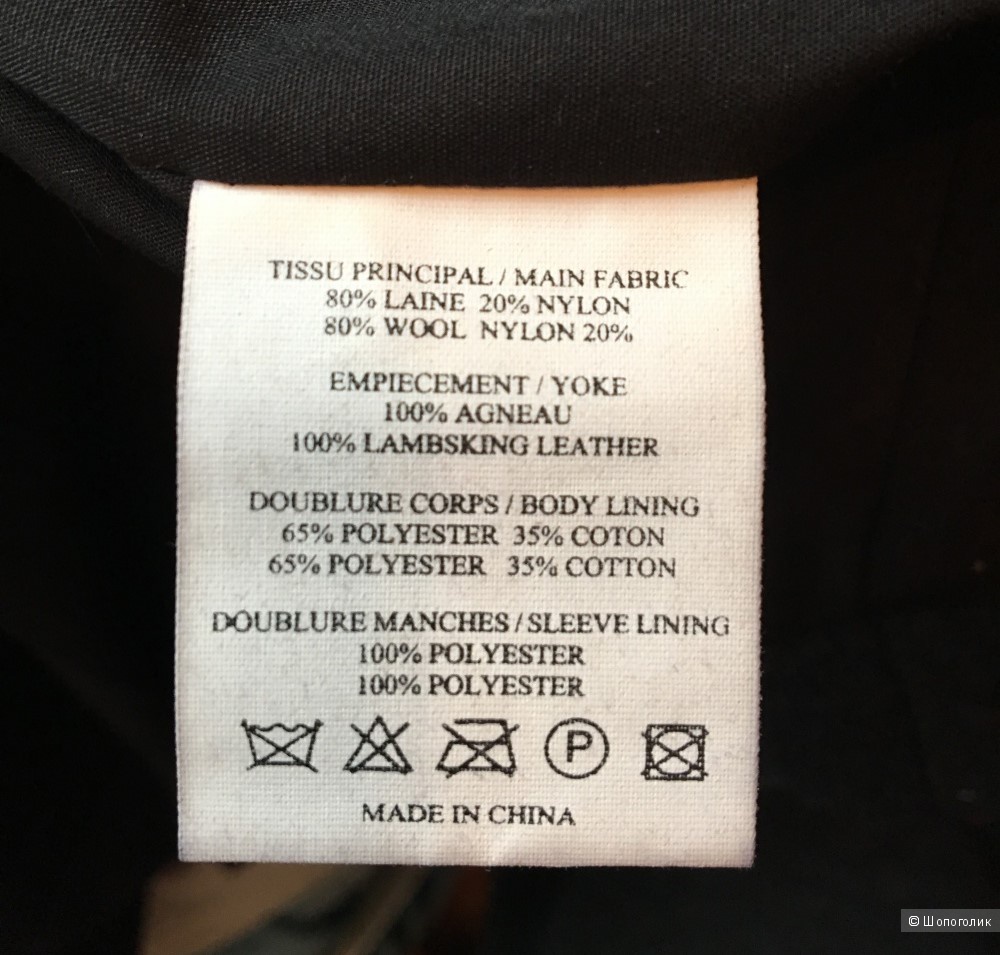 TISSU PRINCIPAL / MAIN FABRIC
80% LAINE 20% NYLON
80% WOOL NYLON 20%
EMPIECEMENT / YOKE
100% AGNEAU
100% LAMBSKING LEATHER
DOUBLURE CORPS / BODY LINING
65% POLYESTER 35% COTON
65% POLYESTER 35% COTTON
DOUBLURE MANCHES / SLEEVE LINING
100% POLYESTER
100% POLYESTER
P
MADE IN CHINA
© Шопоголик